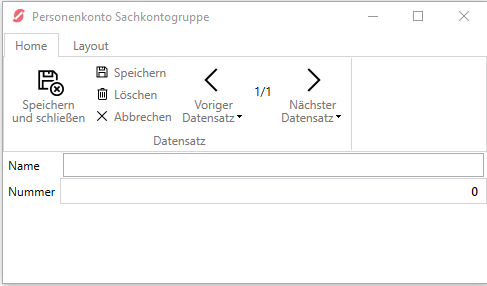 Personenkonto Sachkontogruppe
Home Layout
Speichern und schließen
Speichern
Löschen
Abbrechen
Voriger Datensatz
1/1
Nächster Datensatz
Datensatz
Name
Nummer 0